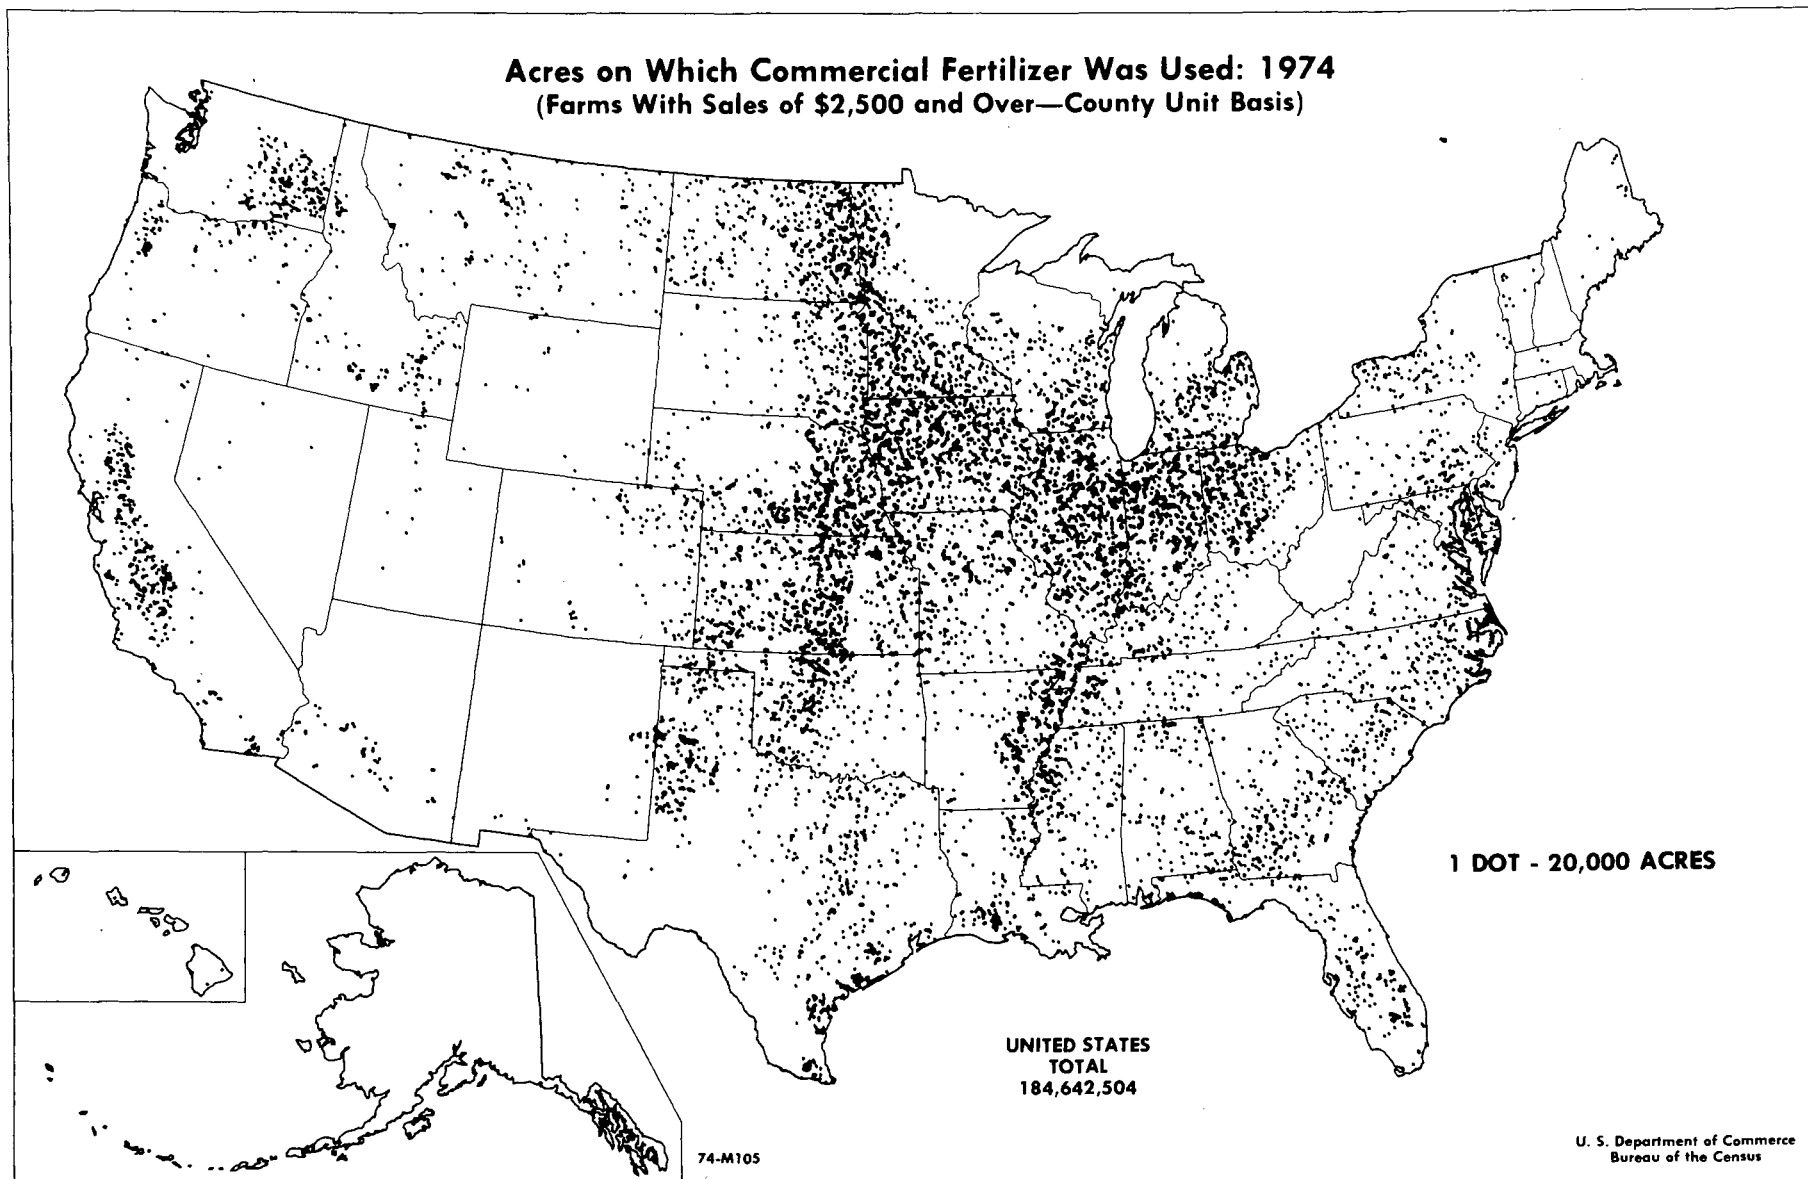 Acres on Which Commercial Fertilizer Was Used: 1974
(Farms With Sales of $2,500 and Over—County Unit Basis)
1 DOT - 20,000 ACRES
UNITED STATES
TOTAL
184,642,504
74-M105
U. S. Department of Commerce
Bureau of the Census